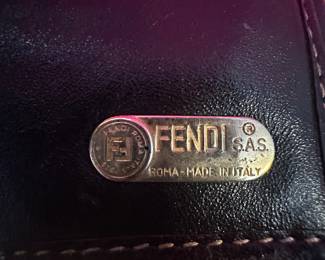 FENDI ® S.A.S.
ROMA - MADE IN ITALY